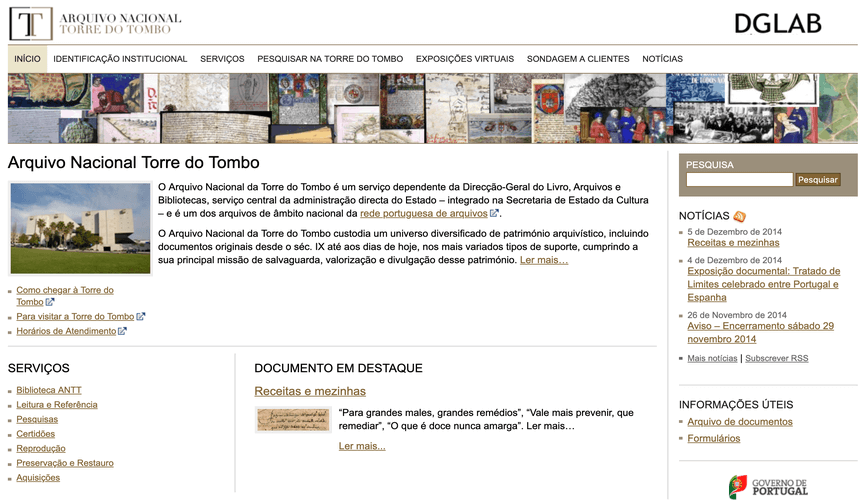 ARQUIVO NACIONAL
TORRE DO TOMBO
DGLAB
INÍCIO IDENTIFICAÇÃO INSTITUCIONAL SERVIÇOS PESQUISAR NA TORRE DO TOMBO EXPOSIÇÕES VIRTUAIS SONDAGEM A CLIENTES NOTÍCIAS
Arquivo Nacional Torre do Tombo
O Arquivo Nacional da Torre do Tombo é um serviço dependente da Direcção-Geral do Livro, Arquivos e
Bibliotecas, serviço central da administração directa do Estado – integrado na Secretaria de Estado da Cultura
– e é um dos arquivos de âmbito nacional da rede portuguesa de arquivos.
O Arquivo Nacional da Torre do Tombo custodia um universo diversificado de património arquivístico, incluindo
documentos originais desde o séc. IX até aos dias de hoje, nos mais variados tipos de suporte, cumprindo a
sua principal missão de salvaguarda, valorização e divulgação desse património. Ler mais…
Como chegar à Torre do
Tombo
Para visitar a Torre do Tombo
Horários de Atendimento
SERVIÇOS
Biblioteca ANTT
Leitura e Referência
Pesquisas
Certidões
Reprodução
Preservação e Restauro
Aquisições
DOCUMENTO EM DESTAQUE
Receitas e mezinhas
“Para grandes males, grandes remédios”, “Vale mais prevenir, que
remediar”, “O que é doce nunca amarga”. Ler mais…
Ler mais...
PESQUISA
Pesquisar
NOTÍCIAS
5 de Dezembro de 2014
Receitas e mezinhas
4 de Dezembro de 2014
Exposição documental: Tratado de
Limites celebrado entre Portugal e
Espanha
26 de Novembro de 2014
Aviso – Encerramento sábado 29
novembro 2014
Mais notícias | Subscrever RSS
INFORMAÇÕES ÚTEIS
Arquivo de documentos
Formulários
GOVERNO DE
PORTUGAL